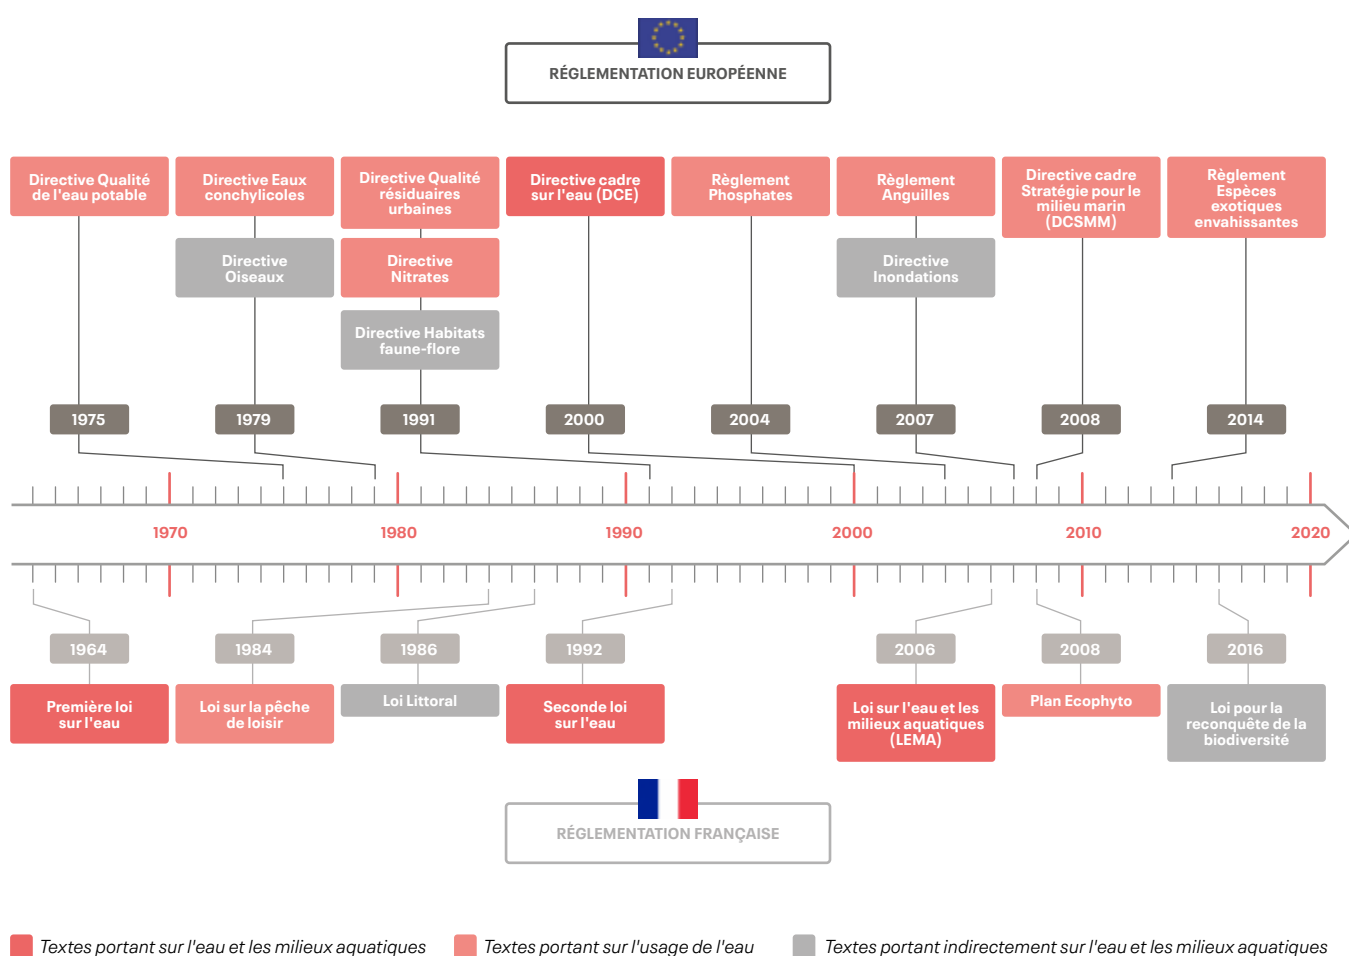 RÉGLEMENTATION EUROPÉENNE
Directive Qualité
de l'eau potable
Directive Eaux
conchylicoles
Directive Qualité
résiduaires
urbaines
Directive cadre
sur l'eau (DCE)
Règlement
Phosphates
Règlement
Anguilles
Directive cadre
Stratégie pour le
milieu marin
(DCSMM)
Règlement
Espèces
exotiques
envahissantes
Directive
Oiseaux
Directive
Nitrates
Directive
Inondations
Directive Habitats
faune-flore
1975
1979
1991
2000
2004
2007
2008
2014
1970
1980
1990
2000
2010
2020
1964
1984
1986
1992
2006
2008
2016
Première loi
sur l'eau
Loi sur la pêche
de loisir
Loi Littoral
Seconde loi
sur l'eau
Loi sur l'eau et les
milieux aquatiques
(LEMA)
Plan Ecophyto
Loi pour la
reconquête de la
biodiversité
RÉGLEMENTATION FRANÇAISE
Textes portant sur l'eau et les milieux aquatiques
Textes portant sur l'usage de l'eau
Textes portant indirectement sur l'eau et les milieux aquatiques